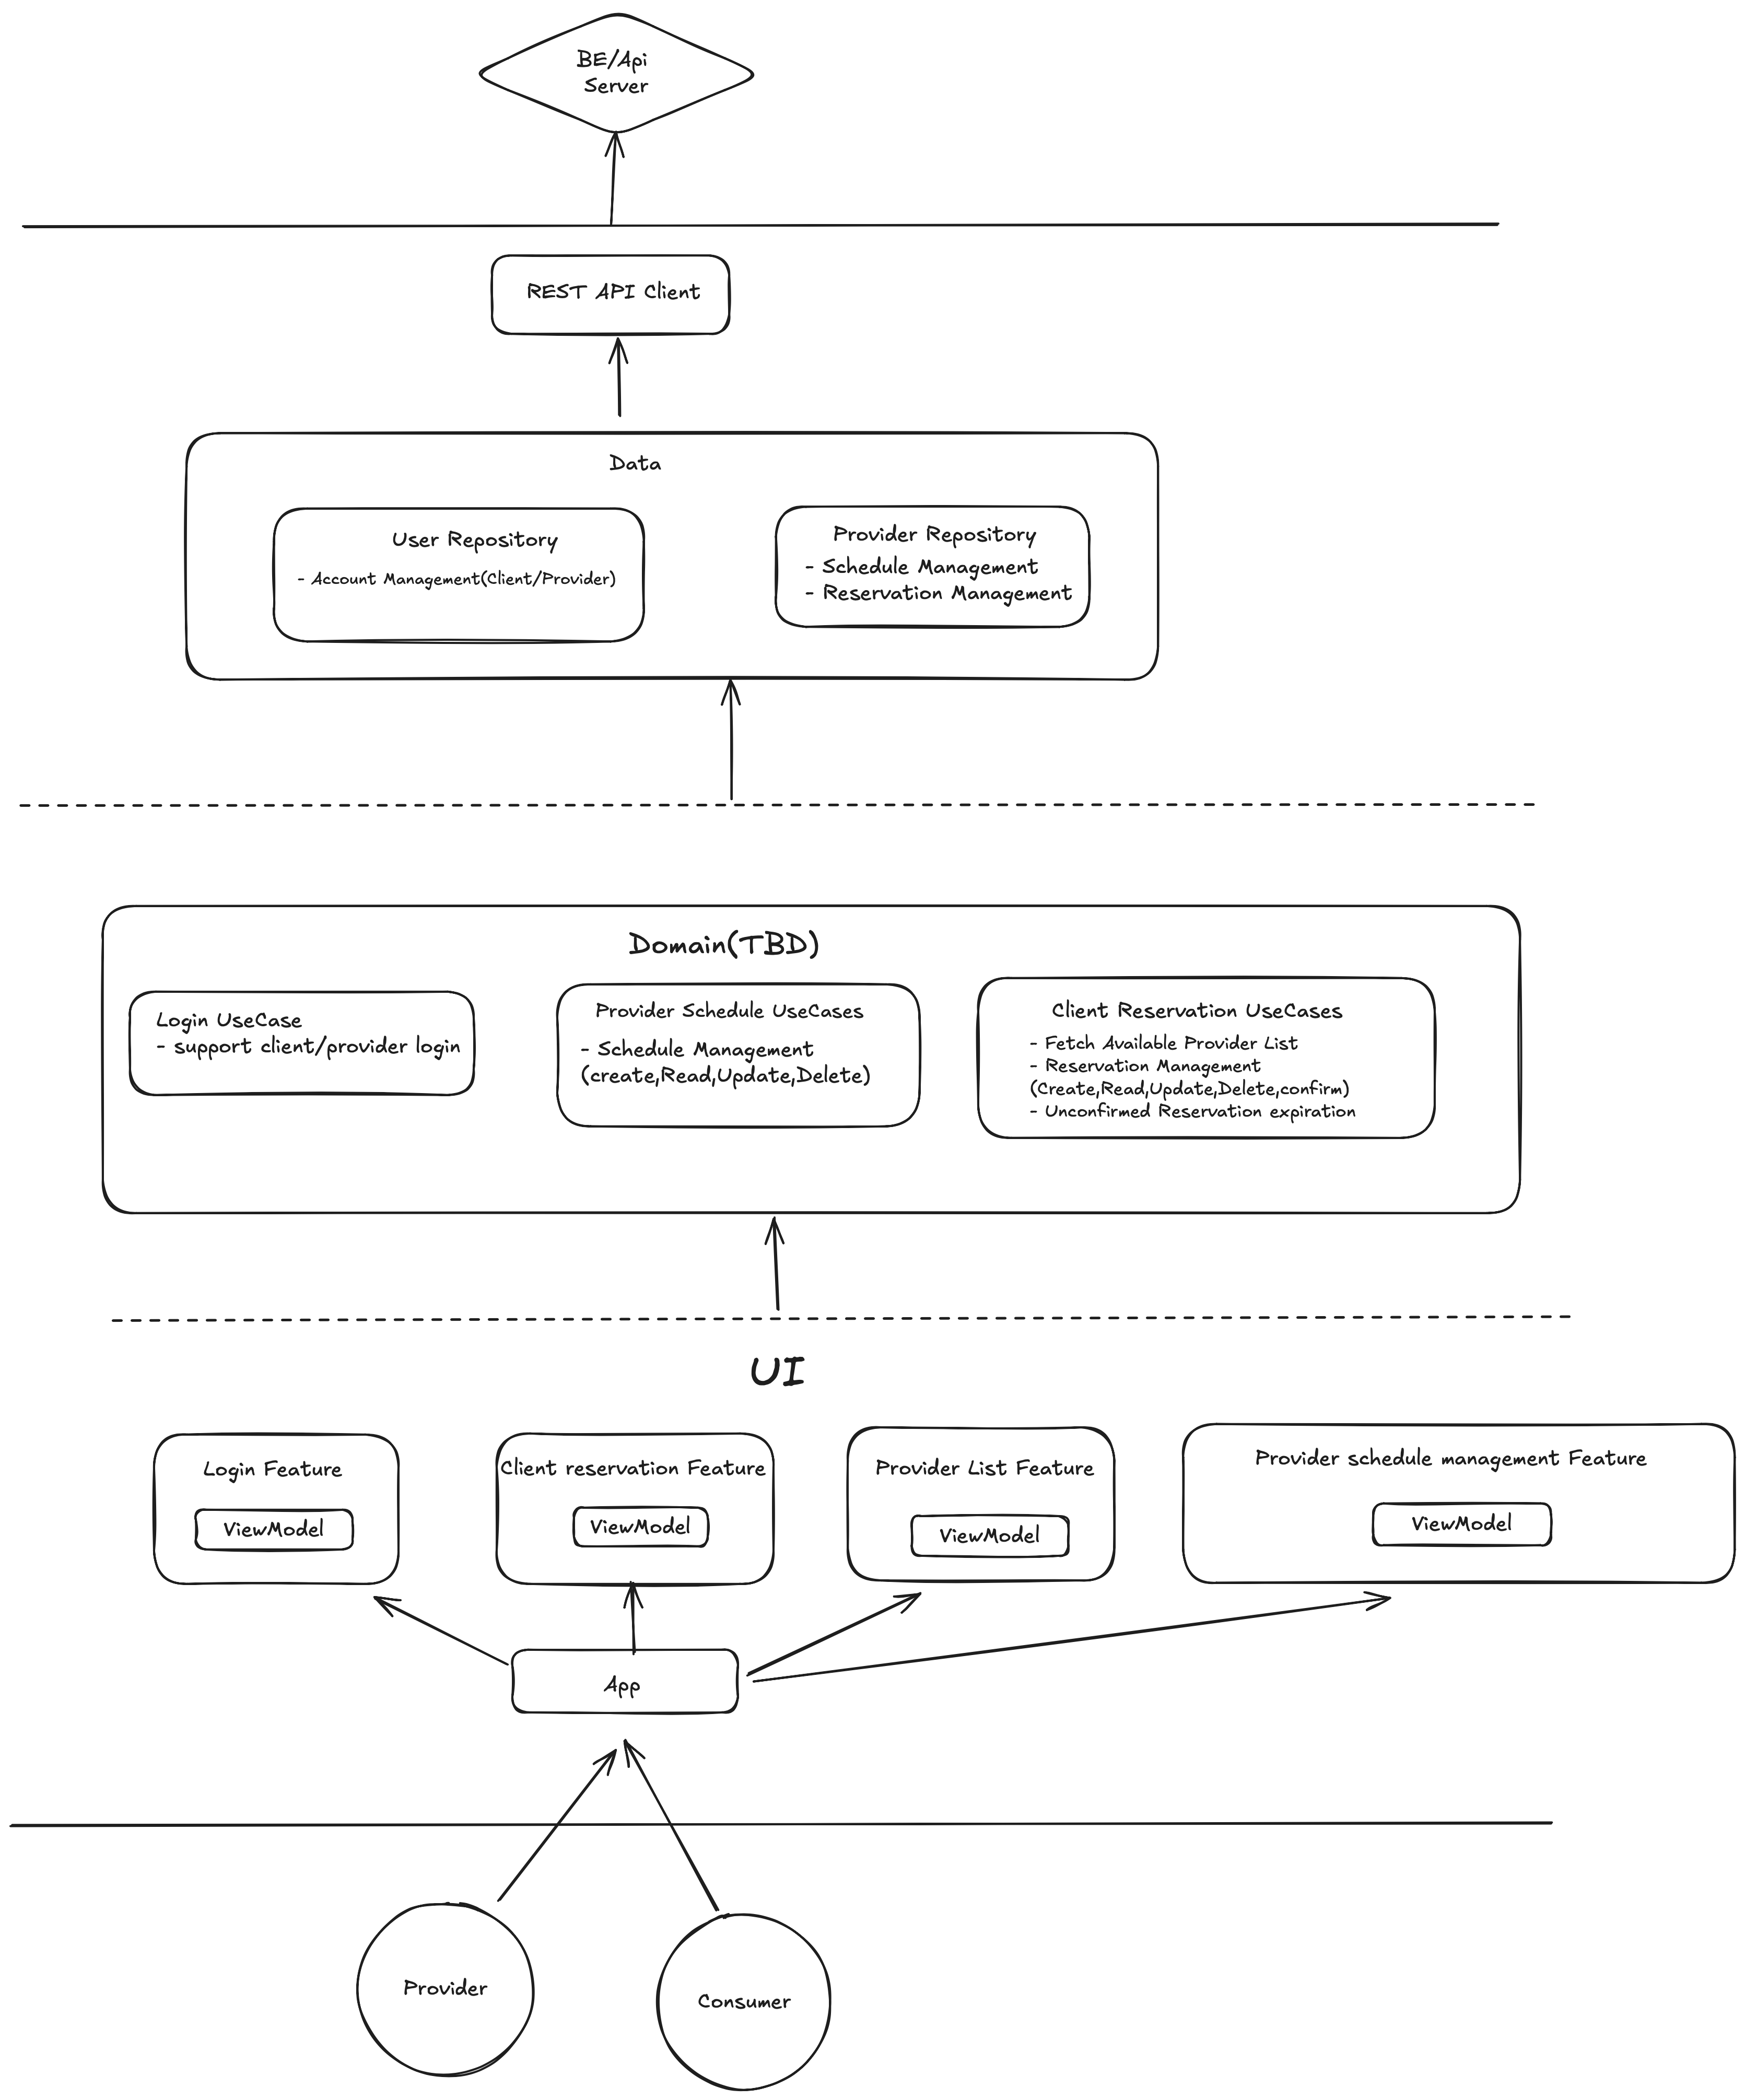 BE/Api
Server
REST API Client
Data
User Repository
- Account Management(Client/Provider)
Provider Repository
- Schedule Management
- Reservation Management
Domain(TBD)
Login UseCase
- support client/provider login
Provider Schedule UseCases
- Schedule Management
(create,Read,Update,Delete)
Client Reservation UseCases
- Fetch Available Provider List
- Reservation Management
(Create,Read,Update,Delete,confirm)
- Unconfirmed Reservation expiration
UI
Login Feature
ViewModel
Client reservation Feature
ViewModel
Provider List Feature
ViewModel
Provider schedule management Feature
ViewModel
App
Provider
Consumer